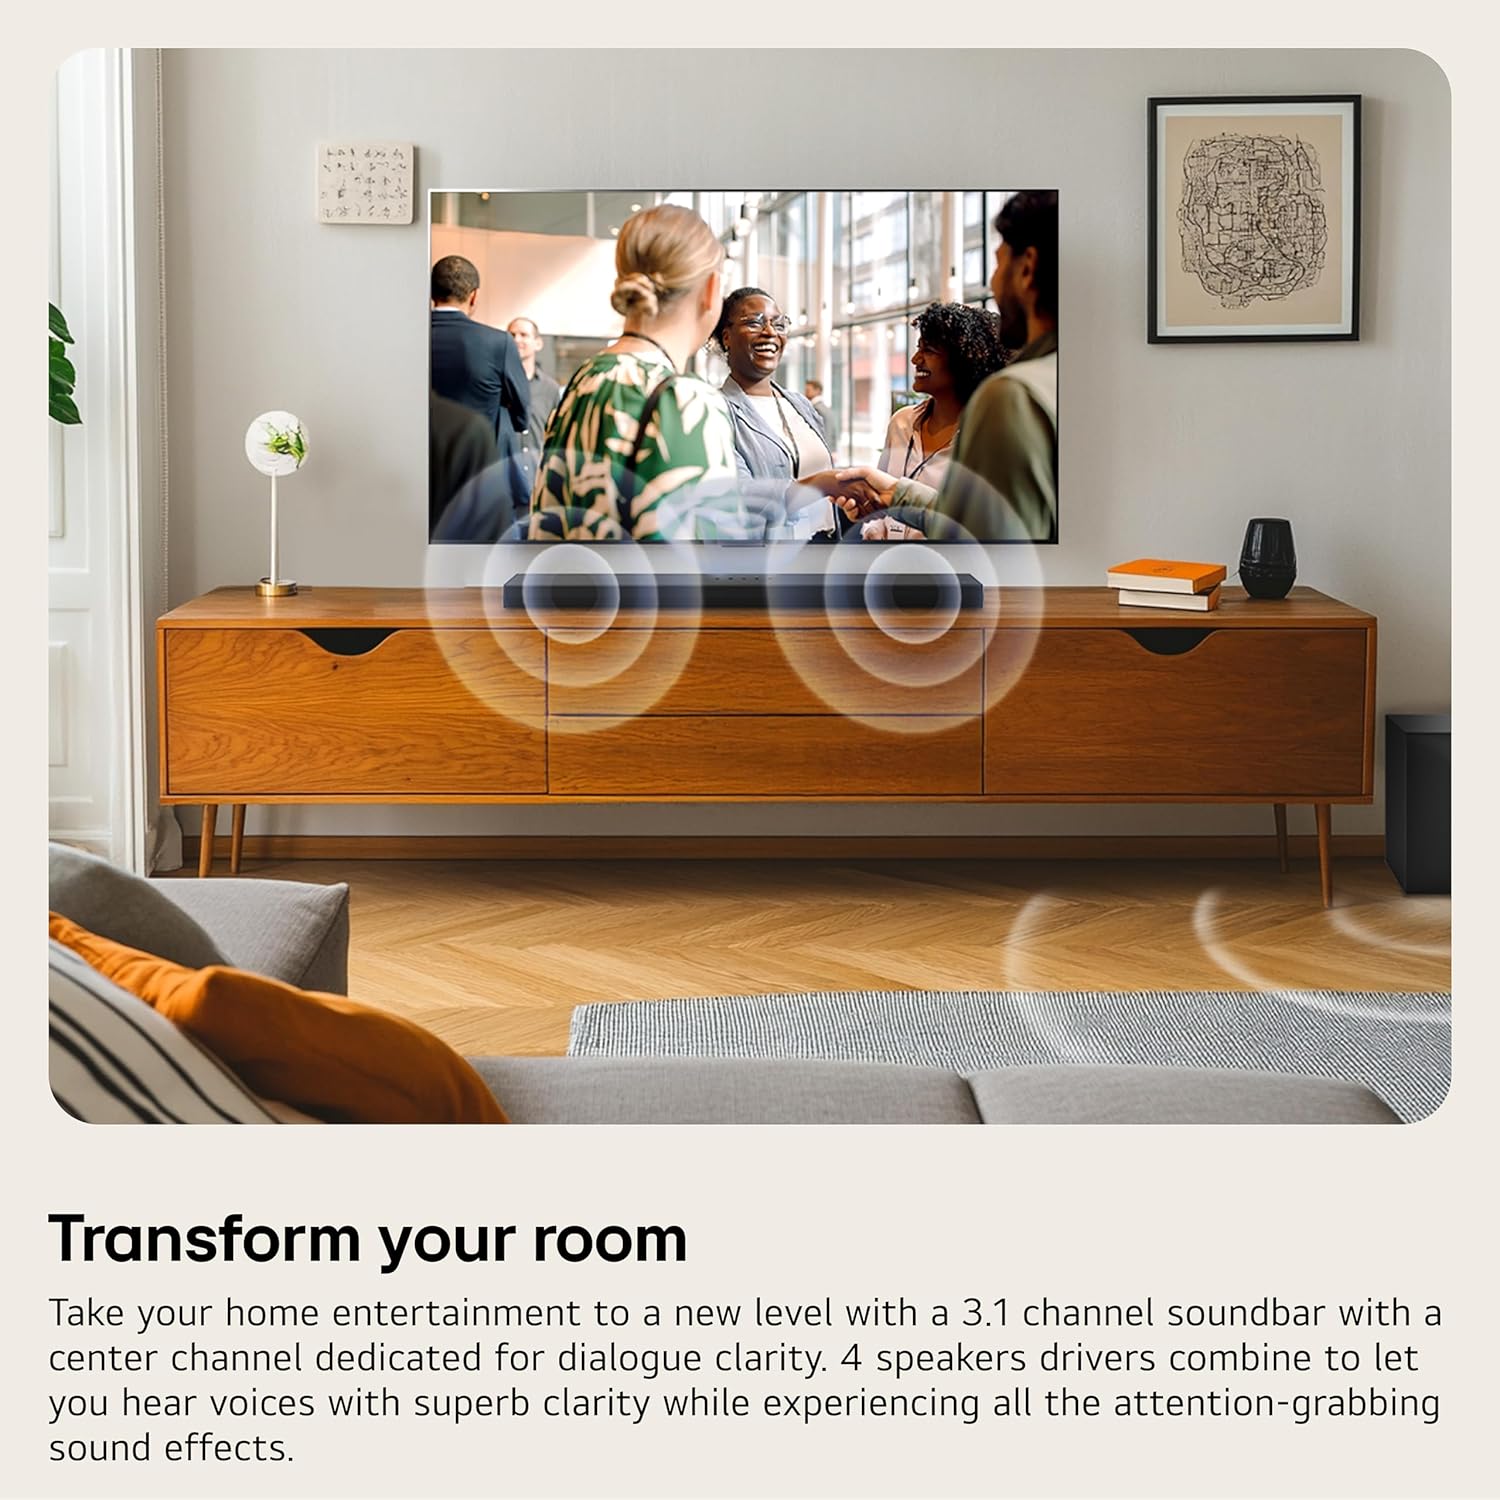 Transform your room
Take your home entertainment to a new level with a 3.1 channel soundbar with a
center channel dedicated for dialogue clarity. 4 speakers drivers combine to let
you hear voices with superb clarity while experiencing all the attention-grabbing
sound effects.